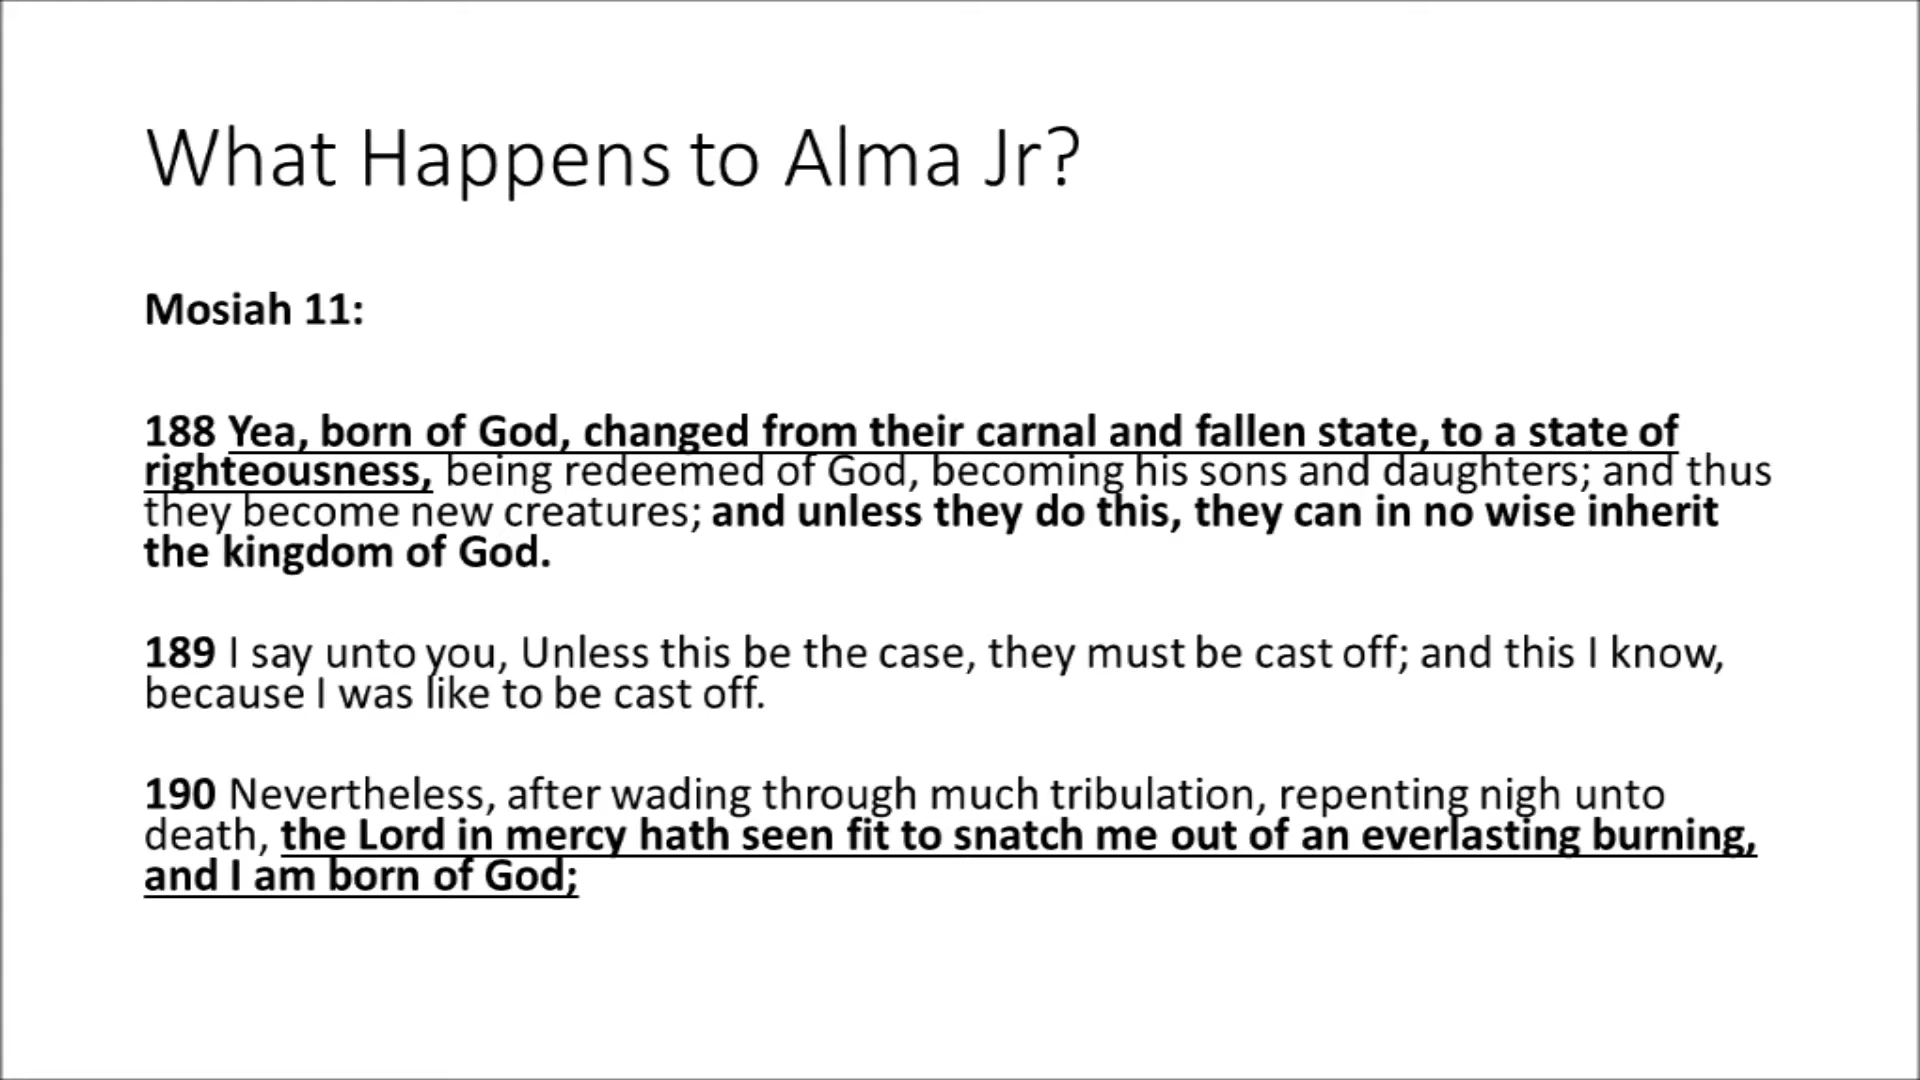 What Happens to Alma Jr?
Mosiah 11:
188 Yea, born of God, changed from their carnal and fallen state, to a state of
righteousness, being redeemed of God, becoming his sons and daughters; and thus
they become new creatures; and unless they do this, they can in no wise inherit
the kingdom of God.
189 I say unto you, Unless this be the case, they must be cast off; and this I know,
because I was like to be cast off.
190 Nevertheless, after wading through much tribulation, repenting nigh unto
death, the Lord in mercy hath seen fit to snatch me out of an everlasting burning,
and I am born of God;